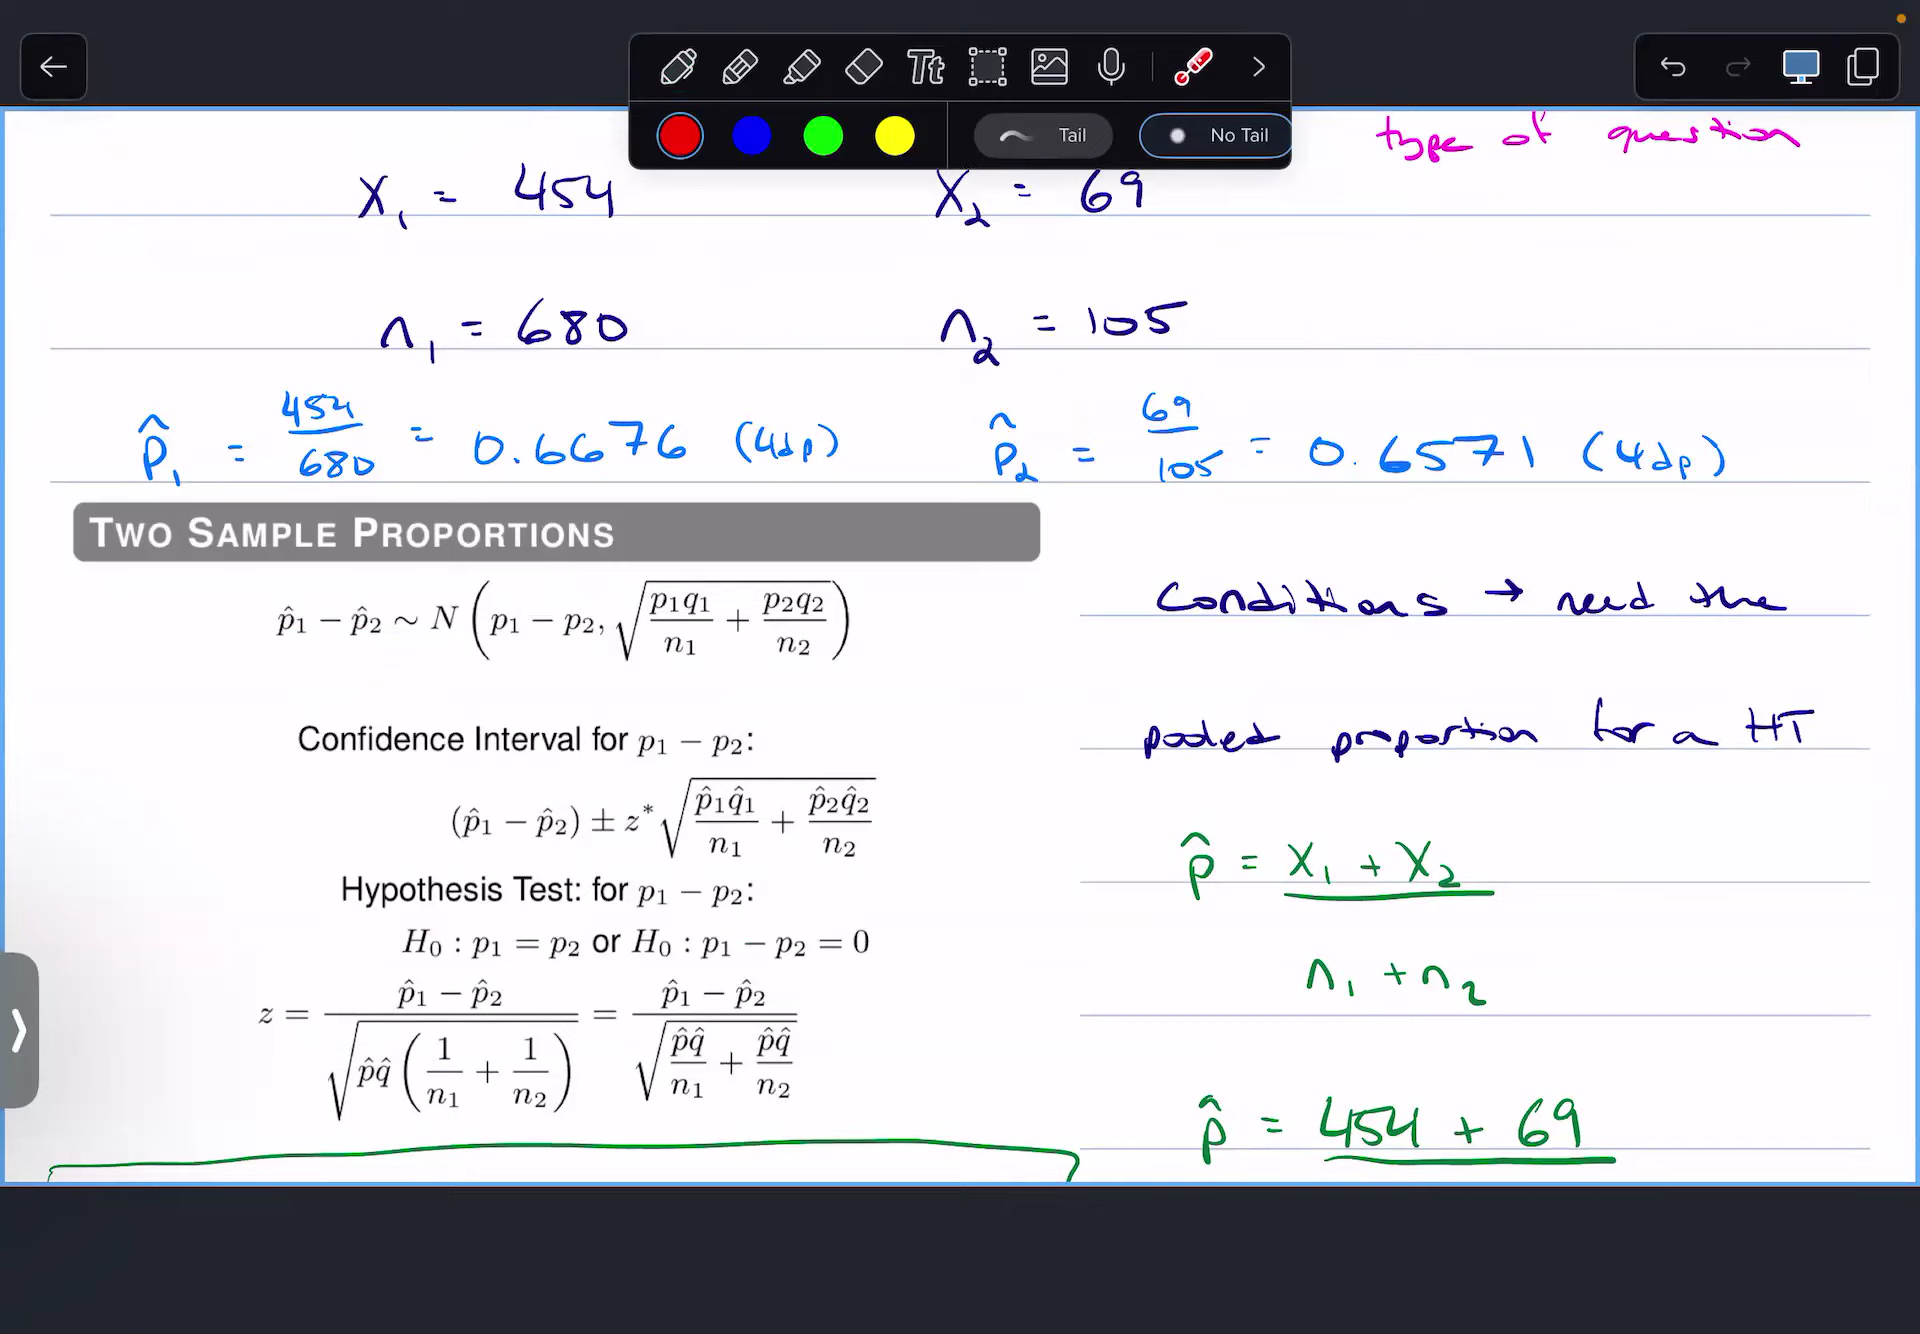 Tt
Tail
No Tail
type of question
X₁ = 454
X₂ = 69
n₁ = 680
n₂ = 105
p̂₁ = 454/680 = 0.6676 (4dp)
p̂₂ = 69/105 = 0.6571 (4dp)
TWO SAMPLE PROPORTIONS
p̂₁ − p̂₂ ∼ N (p₁ − p₂, √(p₁q₁/n₁ + p₂q₂/n₂))
Confidence Interval for p₁ − p₂:
(p̂₁ − p̂₂) ± z* √(p̂₁q̂₁/n₁ + p̂₂q̂₂/n₂)
Hypothesis Test: for p₁ − p₂:
H₀ : p₁ = p₂ or H₀ : p₁ − p₂ = 0
z = (p̂₁ − p̂₂)/√(p̂q̂(1/n₁ + 1/n₂)) = (p̂₁ − p̂₂)/√(p̂q̂/n₁ + p̂q̂/n₂)
Conditions → need the
pooled proportion for a HT
p̂ = X₁ + X₂
n₁ + n₂
p̂ = 454 + 69